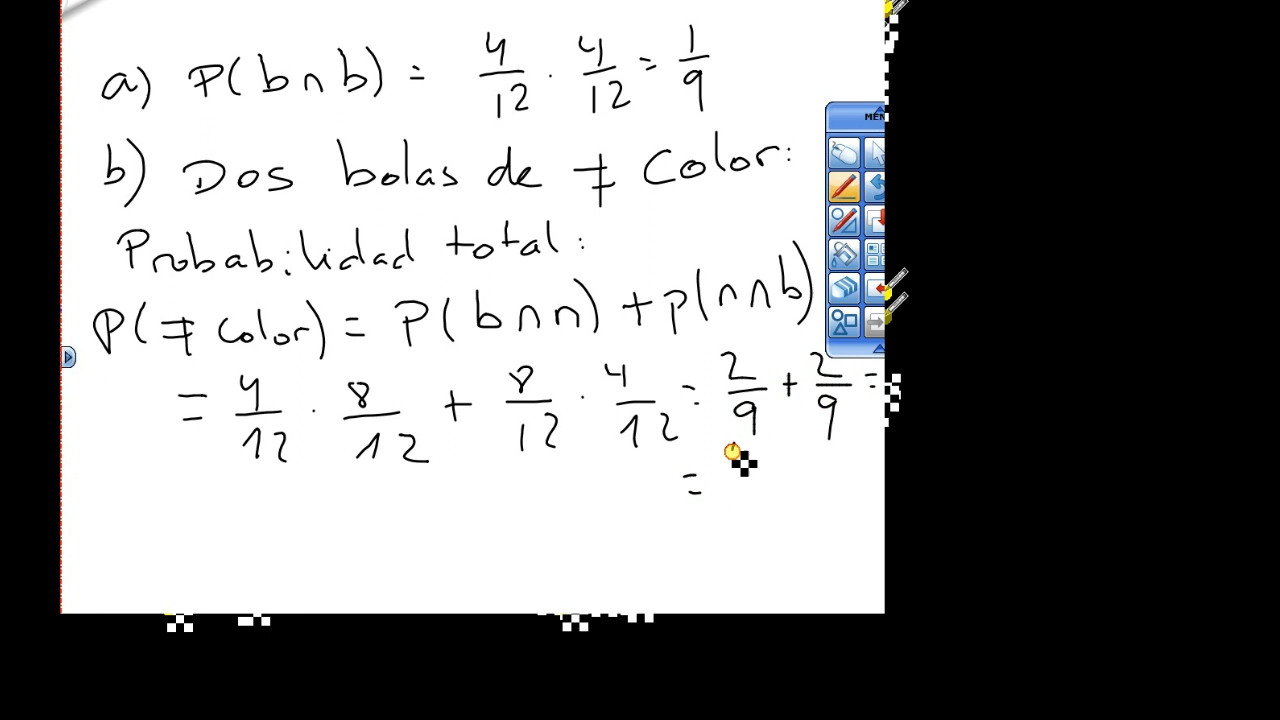 a) P(b∩b) = 4/12 · 4/12 = 1/9
b) Dos bolas de ≠ color:
Probabilidad total:
P(≠ color) = P(b∩n) + p(n∩b)
= 4/12 · 8/12 + 8/12 · 4/12 = 2/9 + 2/9 =
=